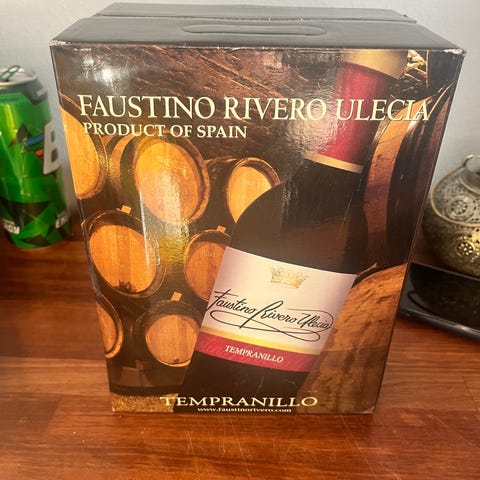 FAUSTINO RIVERO ULECIA
PRODUCT OF SPAIN
Faustino Rivero Ulecia
TEMPRANILLO
TEMPRANILLO
www.faustinorivero.com